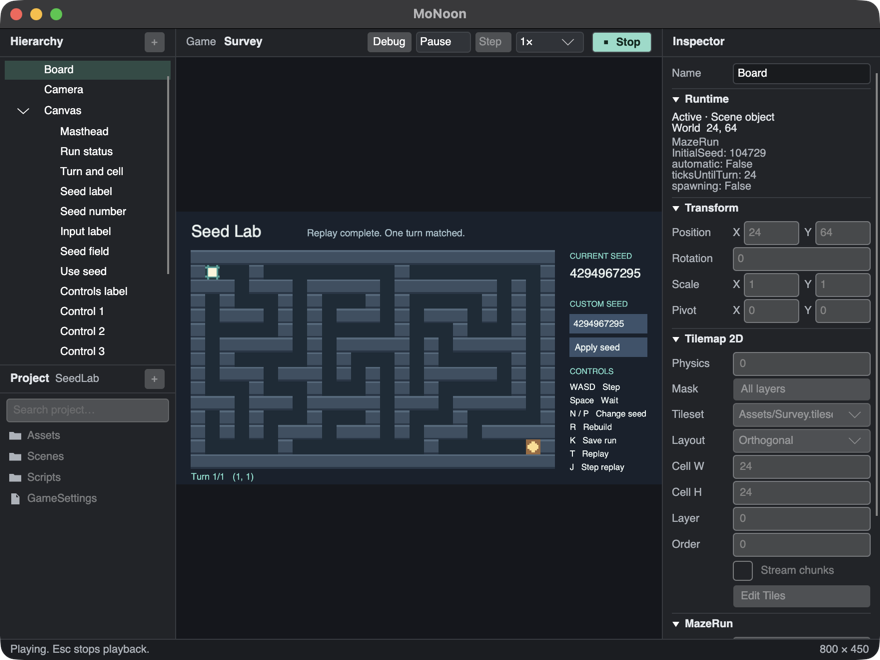 MoNoon
Hierarchy
+
Board
Camera
Canvas
Masthead
Run status
Turn and cell
Seed label
Seed number
Input label
Seed field
Use seed
Controls label
Control 1
Control 2
Control 3
Project SeedLab
+
Search project...
Assets
Scenes
Scripts
GameSettings
Game Survey
Debug Pause Step 1× Stop
Seed Lab
Replay complete. One turn matched.
CURRENT SEED
4294967295
CUSTOM SEED
4294967295
Apply seed
CONTROLS
WASD Step
Space Wait
N / P Change seed
R Rebuild
K Save run
T Replay
J Step replay
Turn 1/1 (1, 1)
Inspector
Name Board
Runtime
Active · Scene object
World 24, 64
MazeRun
InitialSeed: 104729
automatic: False
ticksUntilTurn: 24
spawning: False
Transform
Position X 24 Y 64
Rotation 0
Scale X 1 Y 1
Pivot X 0 Y 0
Tilemap 2D
Physics 0
Mask All layers
Tileset Assets/Survey.tiles
Layout Orthogonal
Cell W 24
Cell H 24
Layer 0
Order 0
Stream chunks
Edit Tiles
MazeRun
Playing. Esc stops playback.
800 × 450